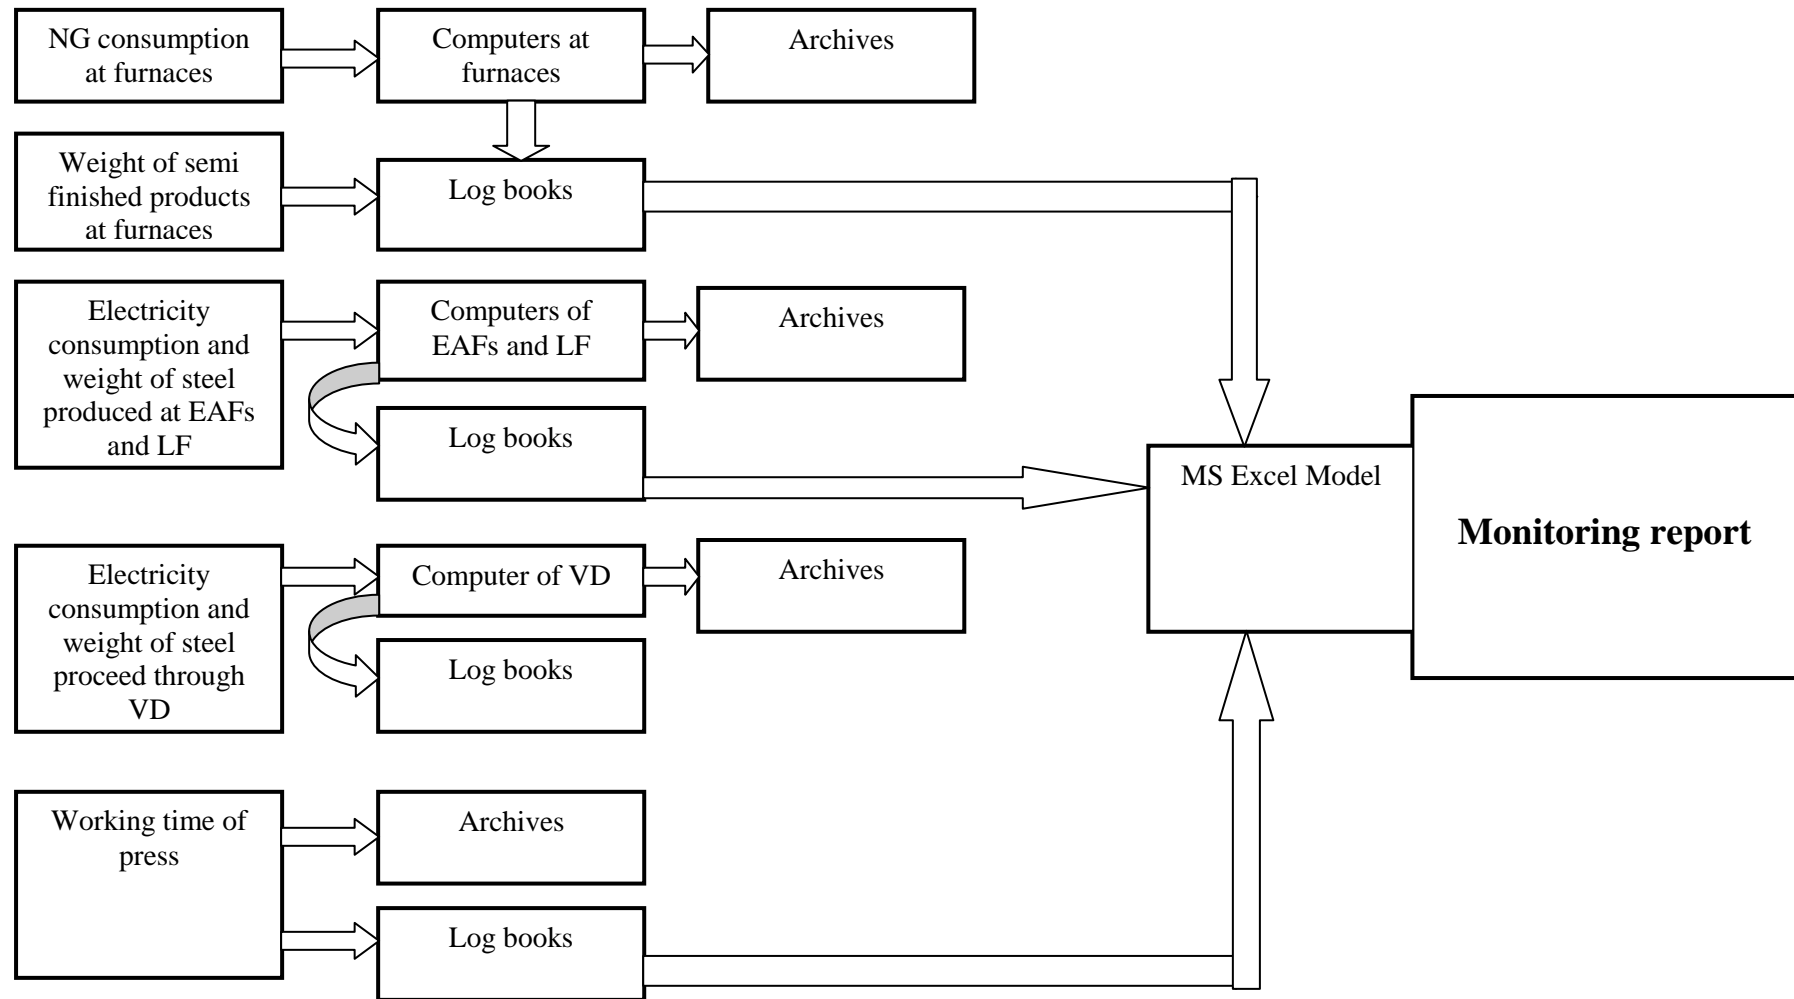 NG consumption
at furnaces
Computers at
furnaces
Archives
Weight of semi
finished products
at furnaces
Log books
Electricity
consumption and
weight of steel
produced at EAFs
and LF
Computers of
EAFs and LF
Archives
Log books
MS Excel Model
Monitoring report
Electricity
consumption and
weight of steel
proceed through
VD
Computer of VD
Archives
Log books
Working time of
press
Archives
Log books